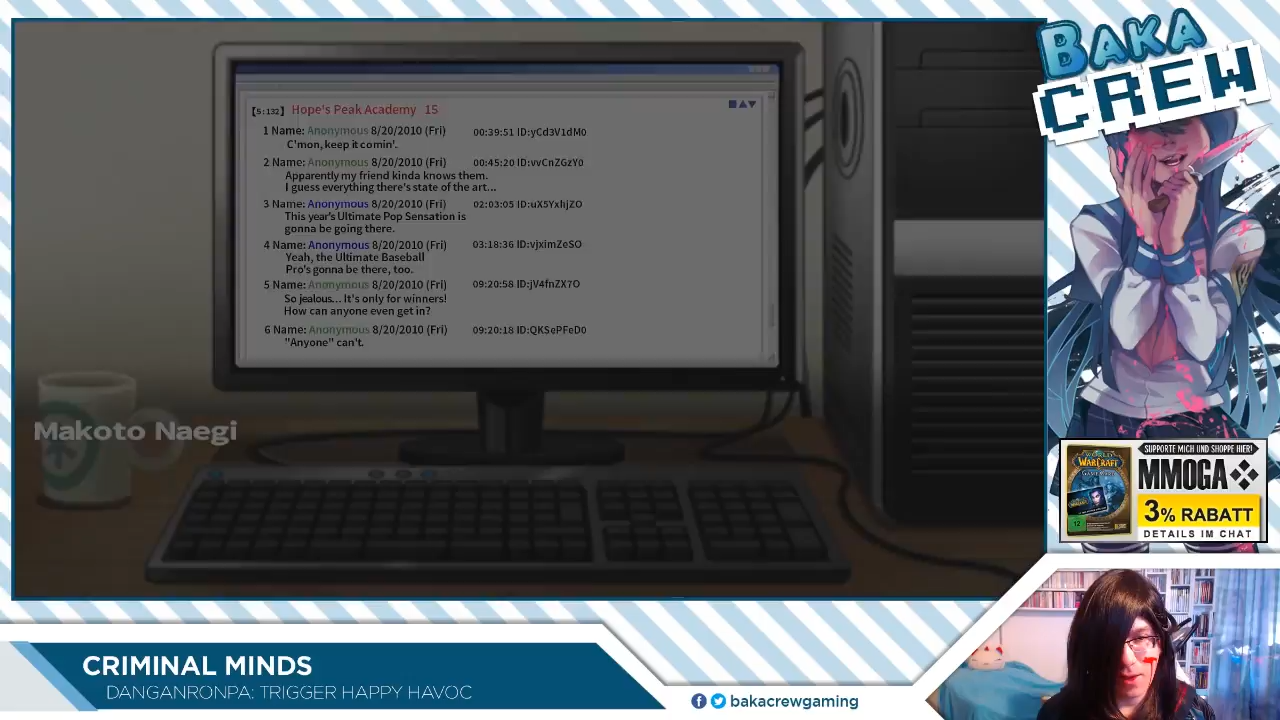 BAKA
CREW
【5:132】 Hope's Peak Academy 15
1 Name: Anonymous 8/20/2010 (Fri) 00:39:51 ID:yCd3V1dM0
C'mon, keep it comin'.
2 Name: Anonymous 8/20/2010 (Fri) 00:45:20 ID:vvCnZGzY0
Apparently my friend kinda knows them.
I guess everything there's state of the art...
3 Name: Anonymous 8/20/2010 (Fri) 02:03:05 ID:uX5YxhjZO
This year's Ultimate Pop Sensation is
gonna be going there.
4 Name: Anonymous 8/20/2010 (Fri) 03:18:36 ID:vjximZeSO
Yeah, the Ultimate Baseball
Pro's gonna be there, too.
5 Name: Anonymous 8/20/2010 (Fri) 09:20:58 ID:jV4fnZX7O
So jealous... It's only for winners!
How can anyone even get in?
6 Name: Anonymous 8/20/2010 (Fri) 09:20:18 ID:QKSePFeD0
"Anyone" can't.
Makoto Naegi
SUPPORTE MICH UND SHOPPE HIER!
WORLD
WARCRAFT
MMOGA
3% RABATT
DETAILS IM CHAT
12
CRIMINAL MINDS
DANGANRONPA: TRIGGER HAPPY HAVOC
bakacrewgaming